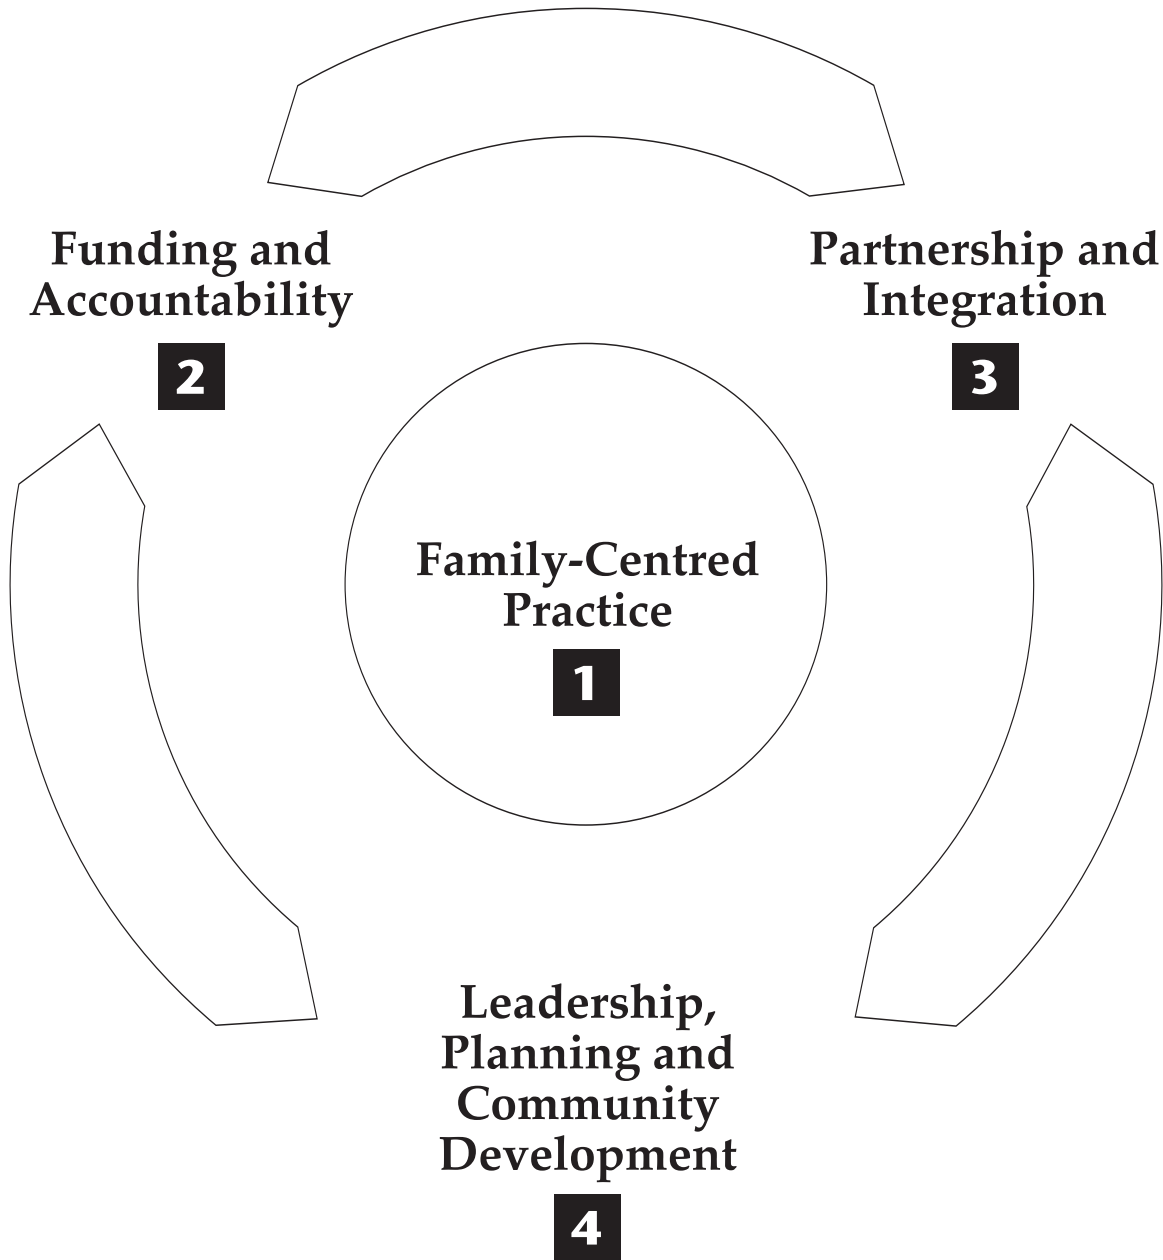 Funding and
Accountability
2
Partnership and
Integration
3
Family-Centred
Practice
1
Leadership,
Planning and
Community
Development
4